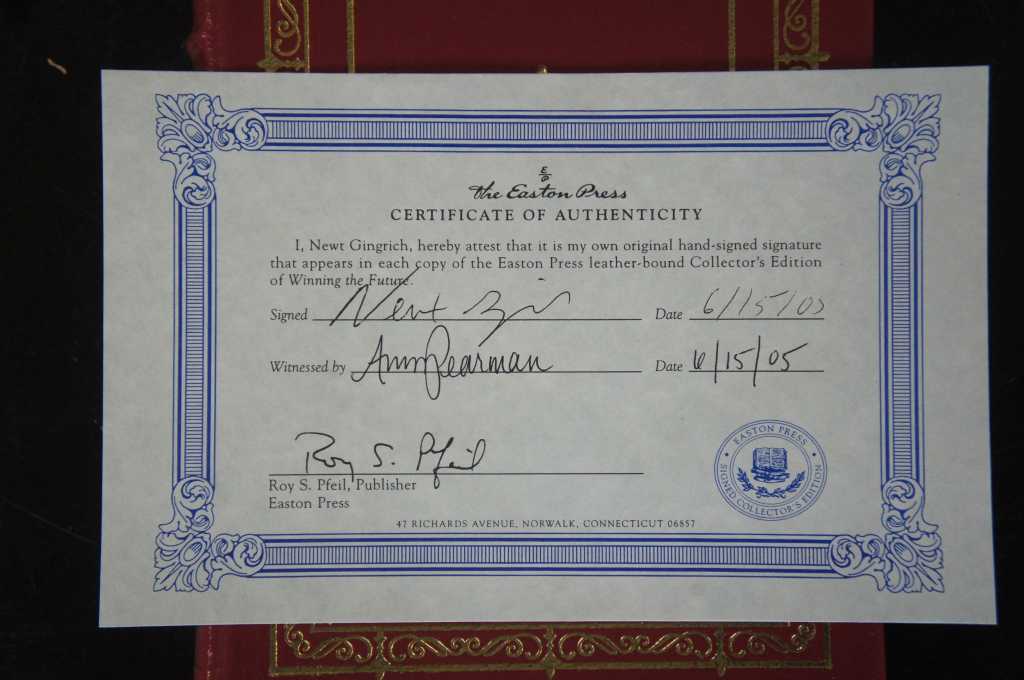 E/P
the Easton Press
CERTIFICATE OF AUTHENTICITY
I, Newt Gingrich, hereby attest that it is my own original hand-signed signature
that appears in each copy of the Easton Press leather-bound Collector's Edition
of Winning the Future.
Signed Newt Date 6/15/05
Witnessed by Ann Pearman Date 6/15/05
Roy S. Pfeil
Roy S. Pfeil, Publisher
Easton Press
EASTON PRESS
SIGNED COLLECTOR'S EDITION
47 RICHARDS AVENUE, NORWALK, CONNECTICUT 06857